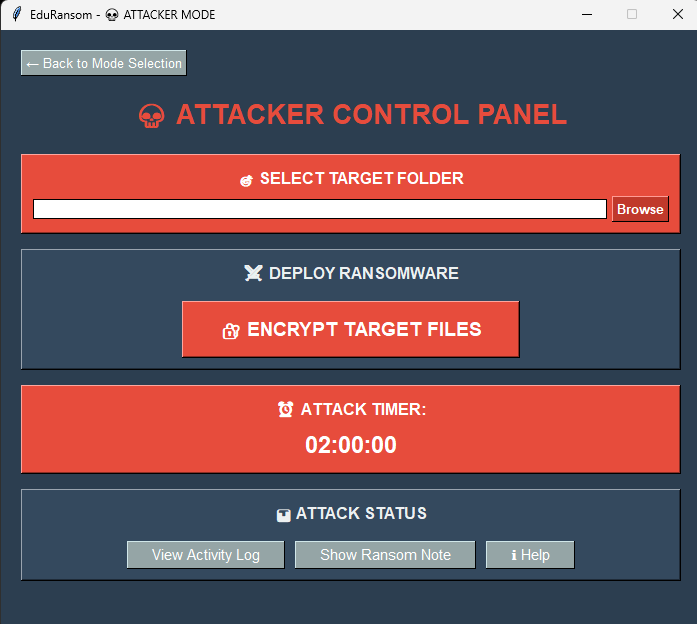 EduRansom - 💀 ATTACKER MODE
← Back to Mode Selection
💀 ATTACKER CONTROL PANEL
🎯 SELECT TARGET FOLDER
Browse
⚔ DEPLOY RANSOMWARE
🔐 ENCRYPT TARGET FILES
⏰ ATTACK TIMER:
02:00:00
ATTACK STATUS
View Activity Log
Show Ransom Note
ℹ Help